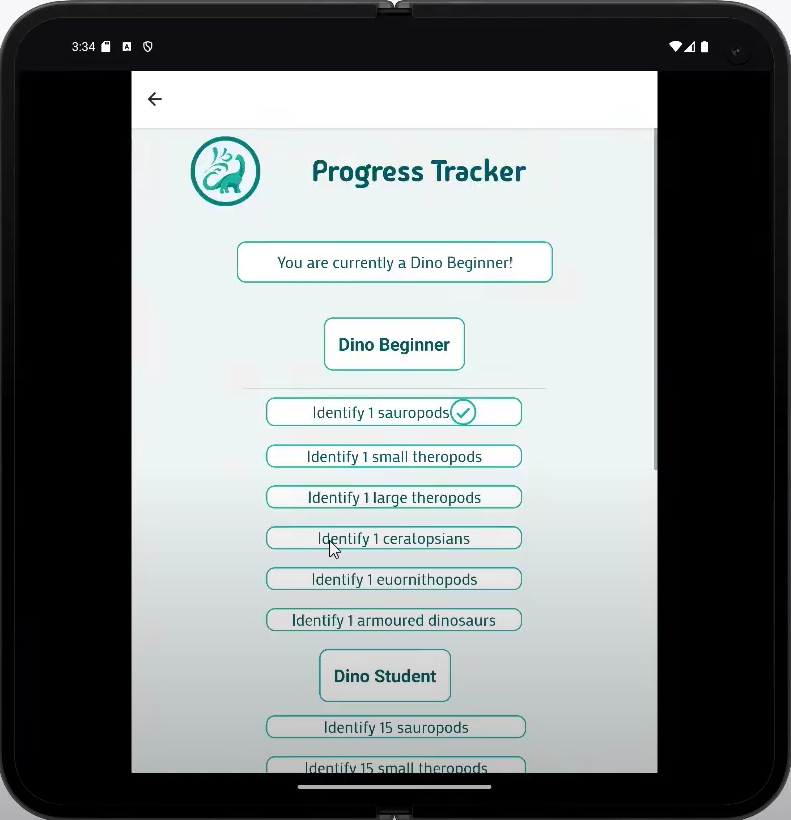 3:34
Progress Tracker
You are currently a Dino Beginner!
Dino Beginner
Identify 1 sauropods
Identify 1 small theropods
Identify 1 large theropods
Identify 1 ceratopsians
Identify 1 euornithopods
Identify 1 armoured dinosaurs
Dino Student
Identify 15 sauropods
Identify 15 small theropods